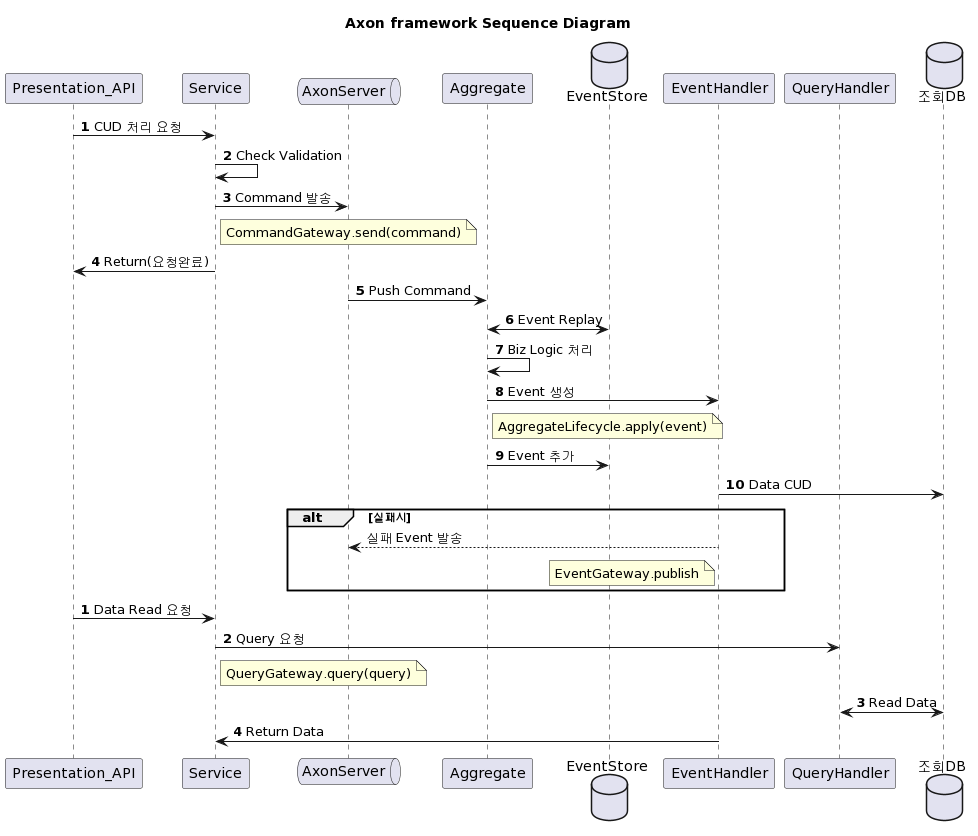 Axon framework Sequence Diagram
Presentation_API Service AxonServer Aggregate EventStore EventHandler QueryHandler 조회DB
1 CUD 처리 요청
2 Check Validation
3 Command 발송
CommandGateway.send(command)
4 Return(요청완료)
5 Push Command
6 Event Replay
7 Biz Logic 처리
8 Event 생성
AggregateLifecycle.apply(event)
9 Event 추가
10 Data CUD
alt [실패시]
실패 Event 발송
EventGateway.publish
1 Data Read 요청
2 Query 요청
QueryGateway.query(query)
3 Read Data
4 Return Data
Presentation_API Service AxonServer Aggregate EventStore EventHandler QueryHandler 조회DB